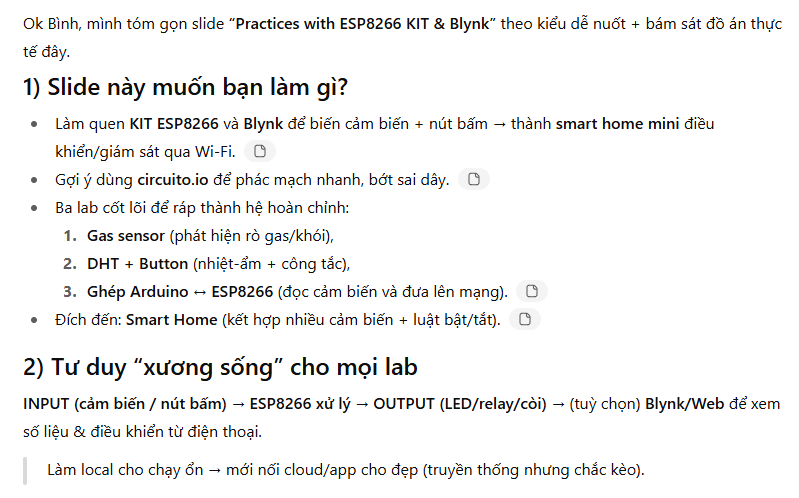 Ok Bình, mình tóm gọn slide “Practices with ESP8266 KIT & Blynk” theo kiểu dễ nuốt + bám sát đồ án thực
tế đây.
1) Slide này muốn bạn làm gì?
• Làm quen KIT ESP8266 và Blynk để biến cảm biến + nút bấm → thành smart home mini điều
khiển/giám sát qua Wi-Fi.
• Gợi ý dùng circuito.io để phác mạch nhanh, bớt sai dây.
• Ba lab cốt lõi để ráp thành hệ hoàn chỉnh:
1. Gas sensor (phát hiện rò gas/khói),
2. DHT + Button (nhiệt-ẩm + công tắc),
3. Ghép Arduino ↔ ESP8266 (đọc cảm biến và đưa lên mạng).
• Đích đến: Smart Home (kết hợp nhiều cảm biến + luật bật/tắt).
2) Tư duy “xương sống” cho mọi lab
INPUT (cảm biến / nút bấm) → ESP8266 xử lý → OUTPUT (LED/relay/còi) → (tuỳ chọn) Blynk/Web để xem
số liệu & điều khiển từ điện thoại.
Làm local cho chạy ổn → mới nối cloud/app cho đẹp (truyền thống nhưng chắc kèo).